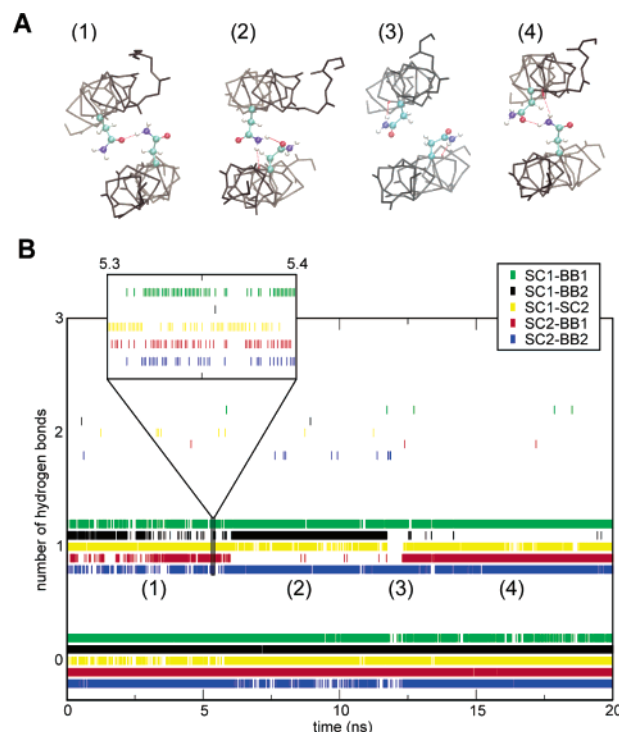 A
(1) (2) (3) (4)
B
5.3 5.4
SC1-BB1
SC1-BB2
SC1-SC2
SC2-BB1
SC2-BB2
3
2
1
0
number of hydrogen bonds
(1) (2) (3) (4)
0 5 10 15 20
time (ns)